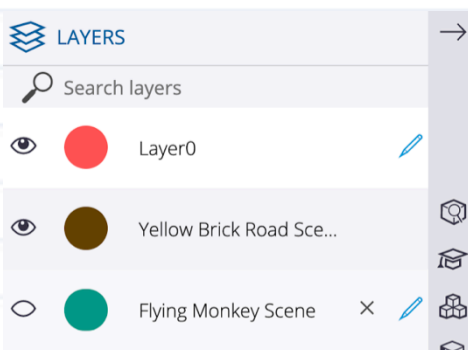 LAYERS
Search layers
Layer0
Yellow Brick Road Sce...
Flying Monkey Scene